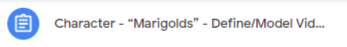 Character - “Marigolds” - Define/Model Vid...